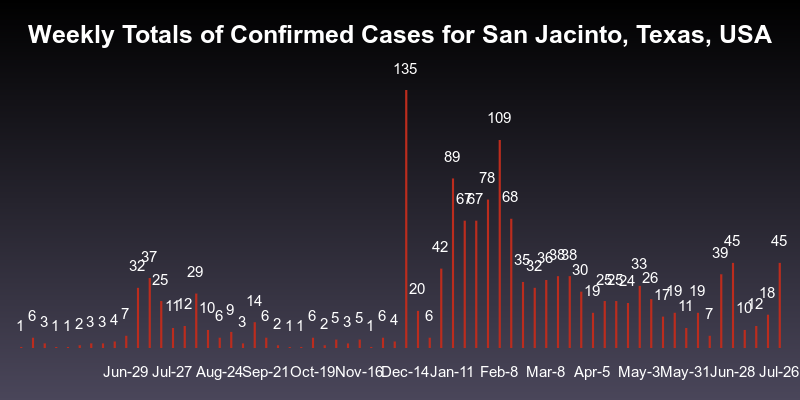 Weekly Totals of Confirmed Cases for San Jacinto, Texas, USA
1 6 3 1 1 2 3 3 4 7 32 37 25 11 12 29 10 6 9 3 14 6 2 1 1 6 2 5 3 5 1 6 4 135 20 6 42 89 67 67 78 109 68 35 32 36 38 38 30 19 25 25 24 33 26 17 19 11 19 7 39 45 10 12 18 45
Jun-29 Jul-27 Aug-24 Sep-21 Oct-19 Nov-16 Dec-14 Jan-11 Feb-8 Mar-8 Apr-5 May-3 May-31 Jun-28 Jul-26